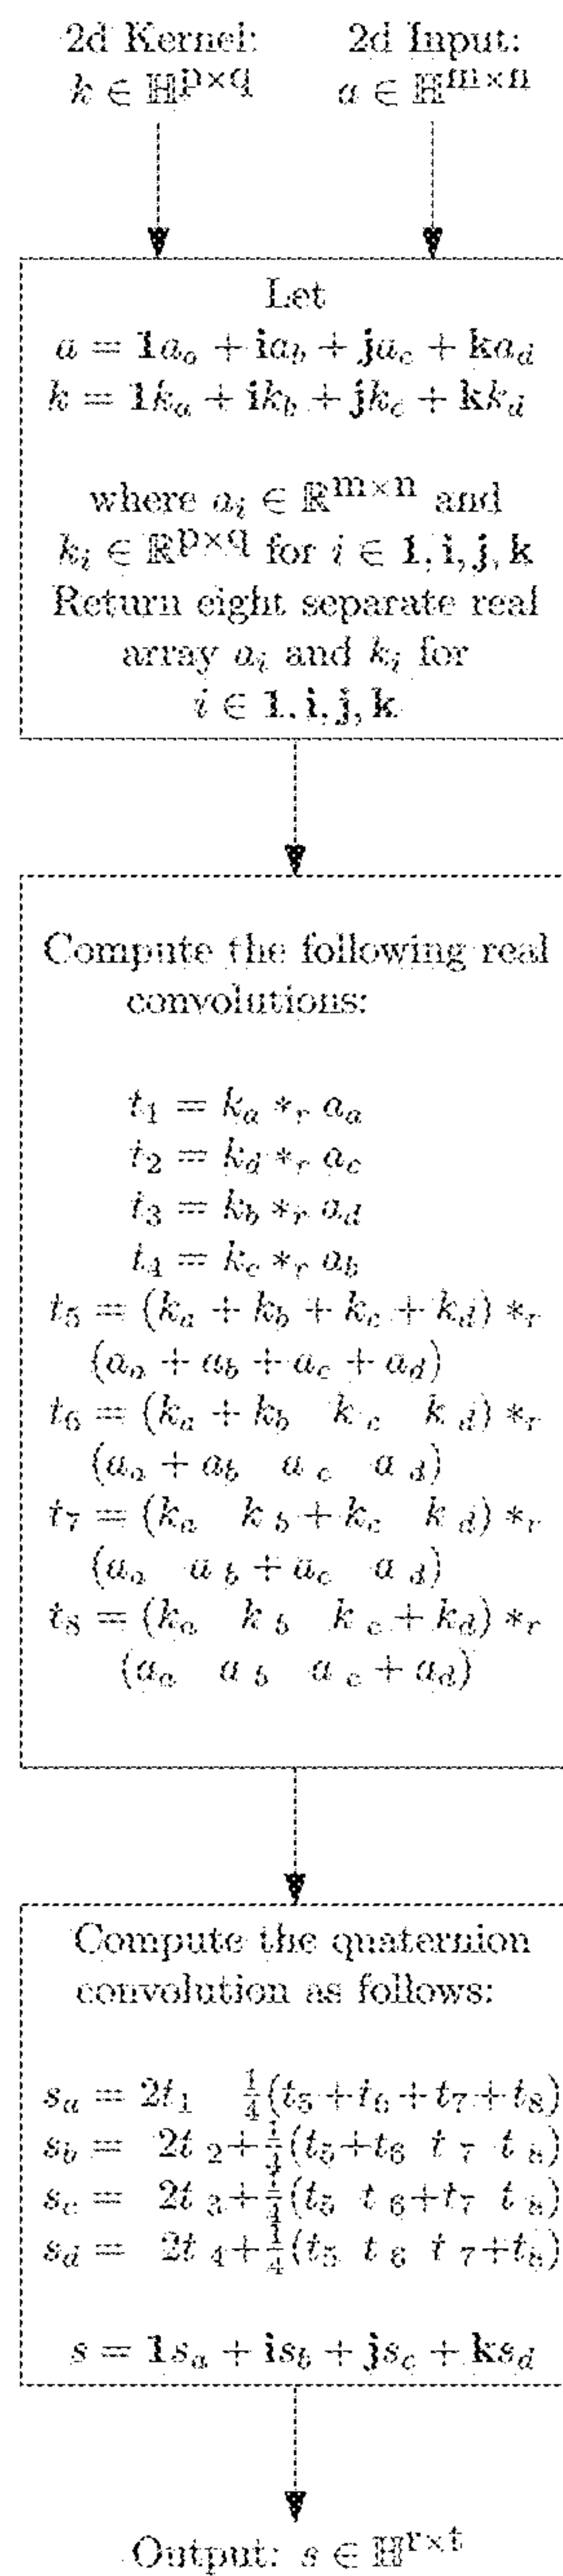 2d Kernel:
k ∈ ℍ^{p×q}
2d Input:
a ∈ ℍ^{m×n}
Let
a = 1a_a + ia_b + ja_c + ka_d
k = 1k_a + ik_b + jk_c + kk_d
where a_i ∈ ℝ^{m×n} and
k_i ∈ ℝ^{p×q} for i ∈ 1, i, j, k
Return eight separate real
array a_i and k_i for
i ∈ 1, i, j, k
Compute the following real
convolutions:
t_1 = k_a *_r a_a
t_2 = k_d *_r a_c
t_3 = k_b *_r a_d
t_4 = k_c *_r a_b
t_5 = (k_a + k_b + k_c + k_d) *_r
(a_a + a_b + a_c + a_d)
t_6 = (k_a + k_b k_c k_d) *_r
(a_a + a_b a_c a_d)
t_7 = (k_a k_b + k_c k_d) *_r
(a_a a_b + a_c a_d)
t_8 = (k_a k_b k_c + k_d) *_r
(a_a a_b a_c + a_d)
Compute the quaternion
convolution as follows:
s_a = 2t_1 \frac{1}{4}(t_5+t_6+t_7+t_8)
s_b = 2t_2+\frac{1}{4}(t_5+t_6 t_7 t_8)
s_c = 2t_3+\frac{1}{4}(t_5 t_6+t_7 t_8)
s_d = 2t_4+\frac{1}{4}(t_5 t_6 t_7+t_8)
s = 1s_a + is_b + js_c + ks_d
Output: s ∈ ℍ^{r×t}